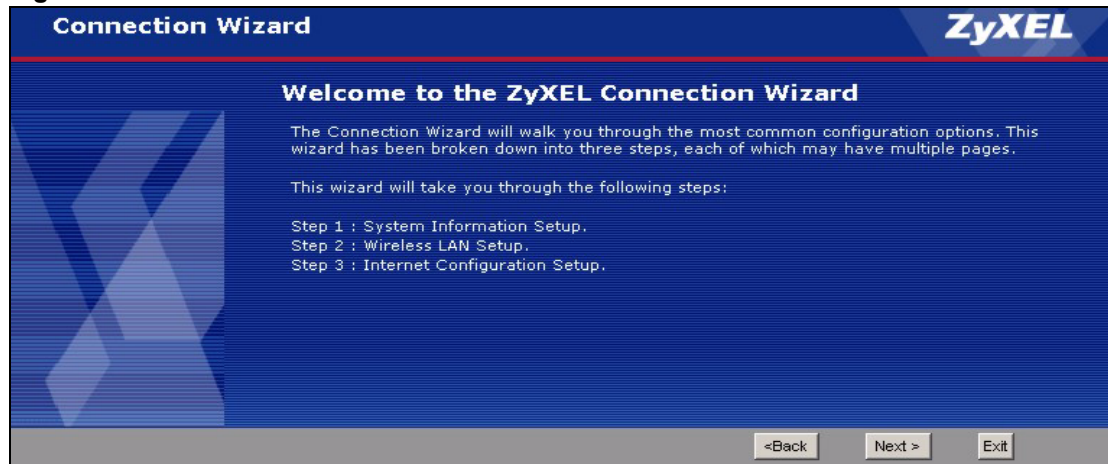 Connection Wizard
ZyXEL
Welcome to the ZyXEL Connection Wizard
The Connection Wizard will walk you through the most common configuration options. This
wizard has been broken down into three steps, each of which may have multiple pages.
This wizard will take you through the following steps:
Step 1 : System Information Setup.
Step 2 : Wireless LAN Setup.
Step 3 : Internet Configuration Setup.
<Back
Next >
Exit